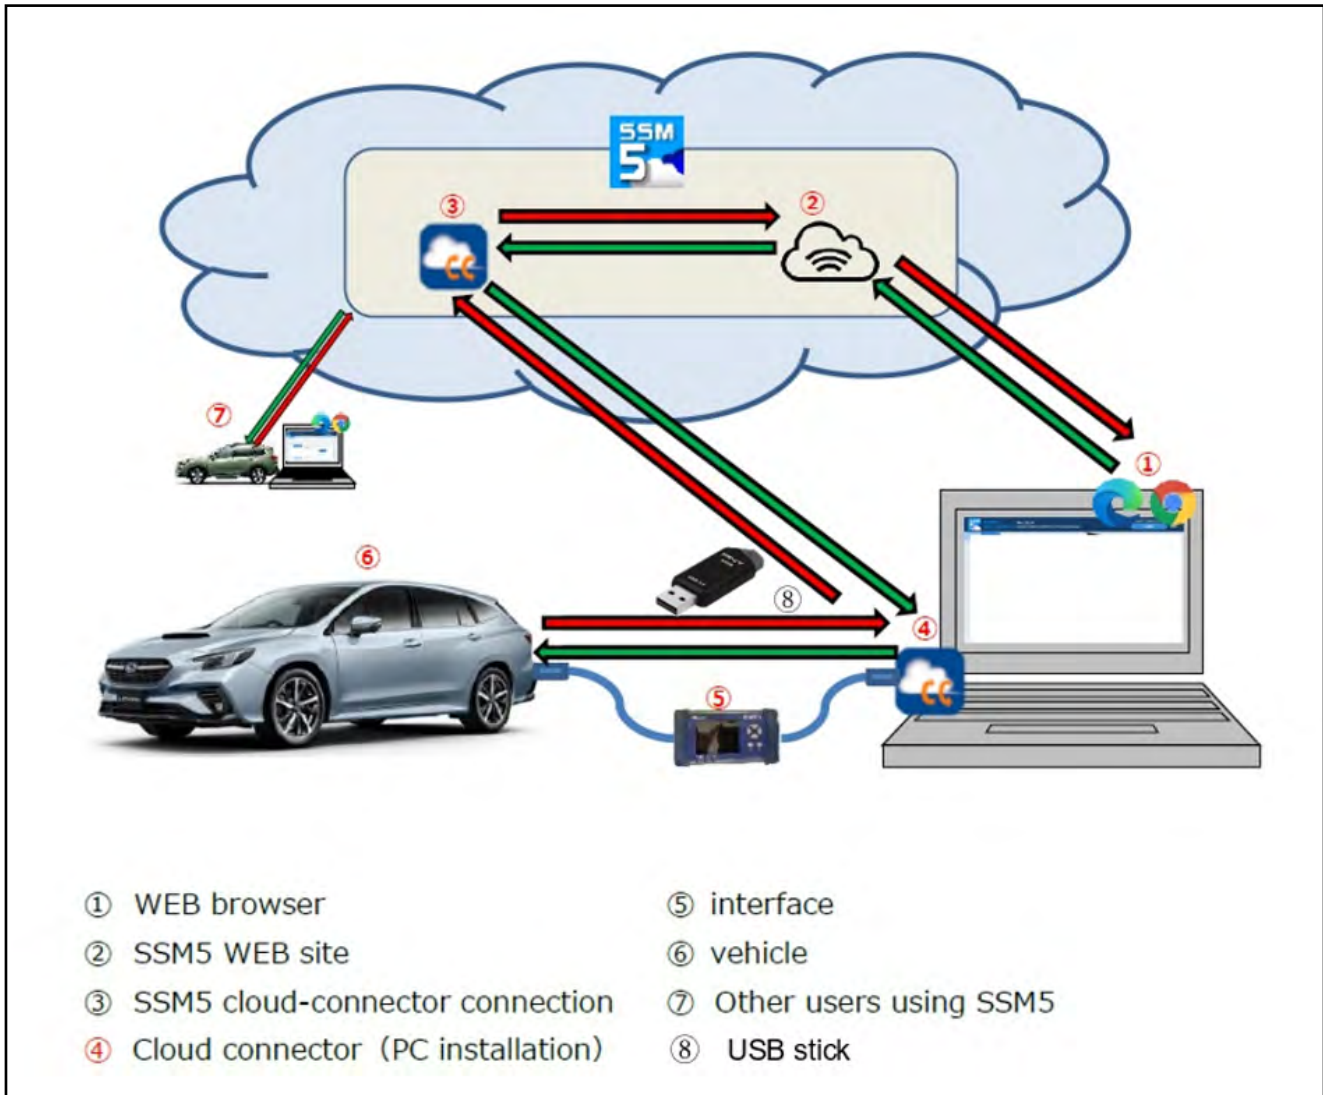 SSM
5
③
②
⑦
①
⑥
⑧
④
⑤
CC
CC
① WEB browser
② SSM5 WEB site
③ SSM5 cloud-connector connection
④ Cloud connector（PC installation）
⑤ interface
⑥ vehicle
⑦ Other users using SSM5
⑧ USB stick